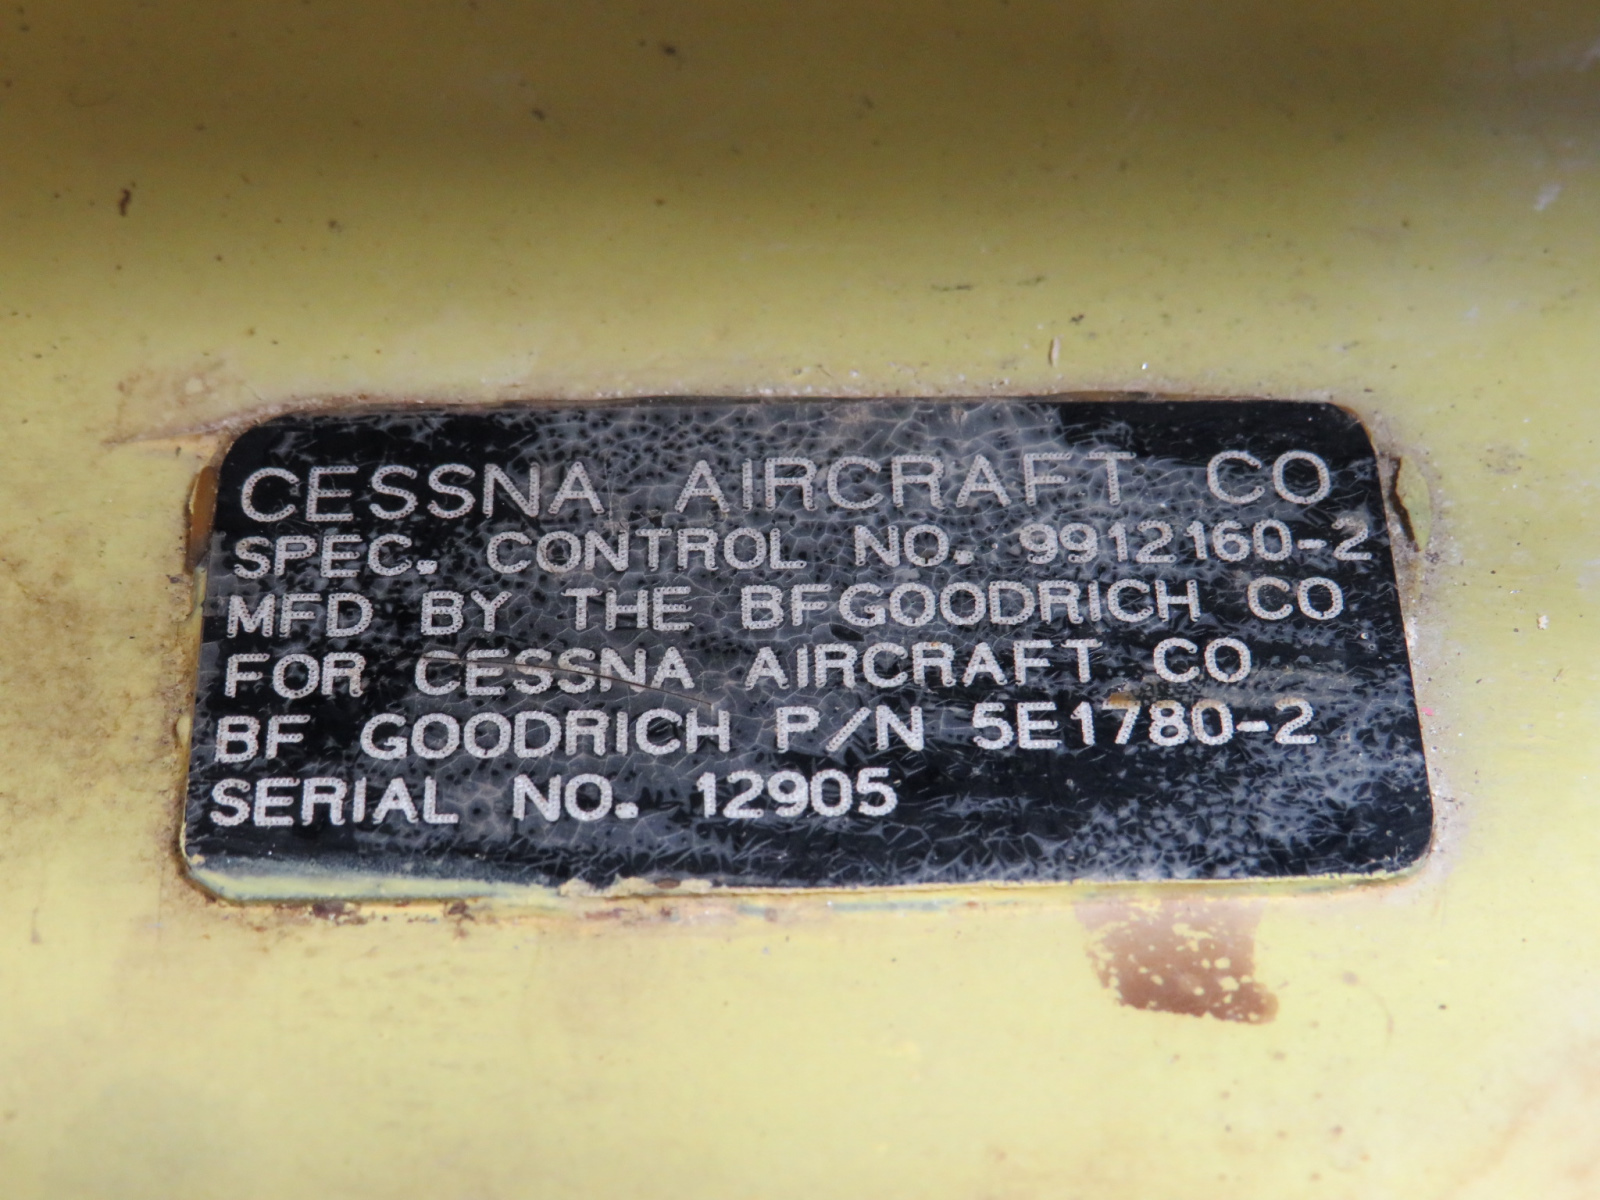 CESSNA AIRCRAFT CO
SPEC. CONTROL NO. 9912160-2
MFD BY THE BFGOODRICH CO
FOR CESSNA AIRCRAFT CO
BF GOODRICH P/N 5E1780-2
SERIAL NO. 12905